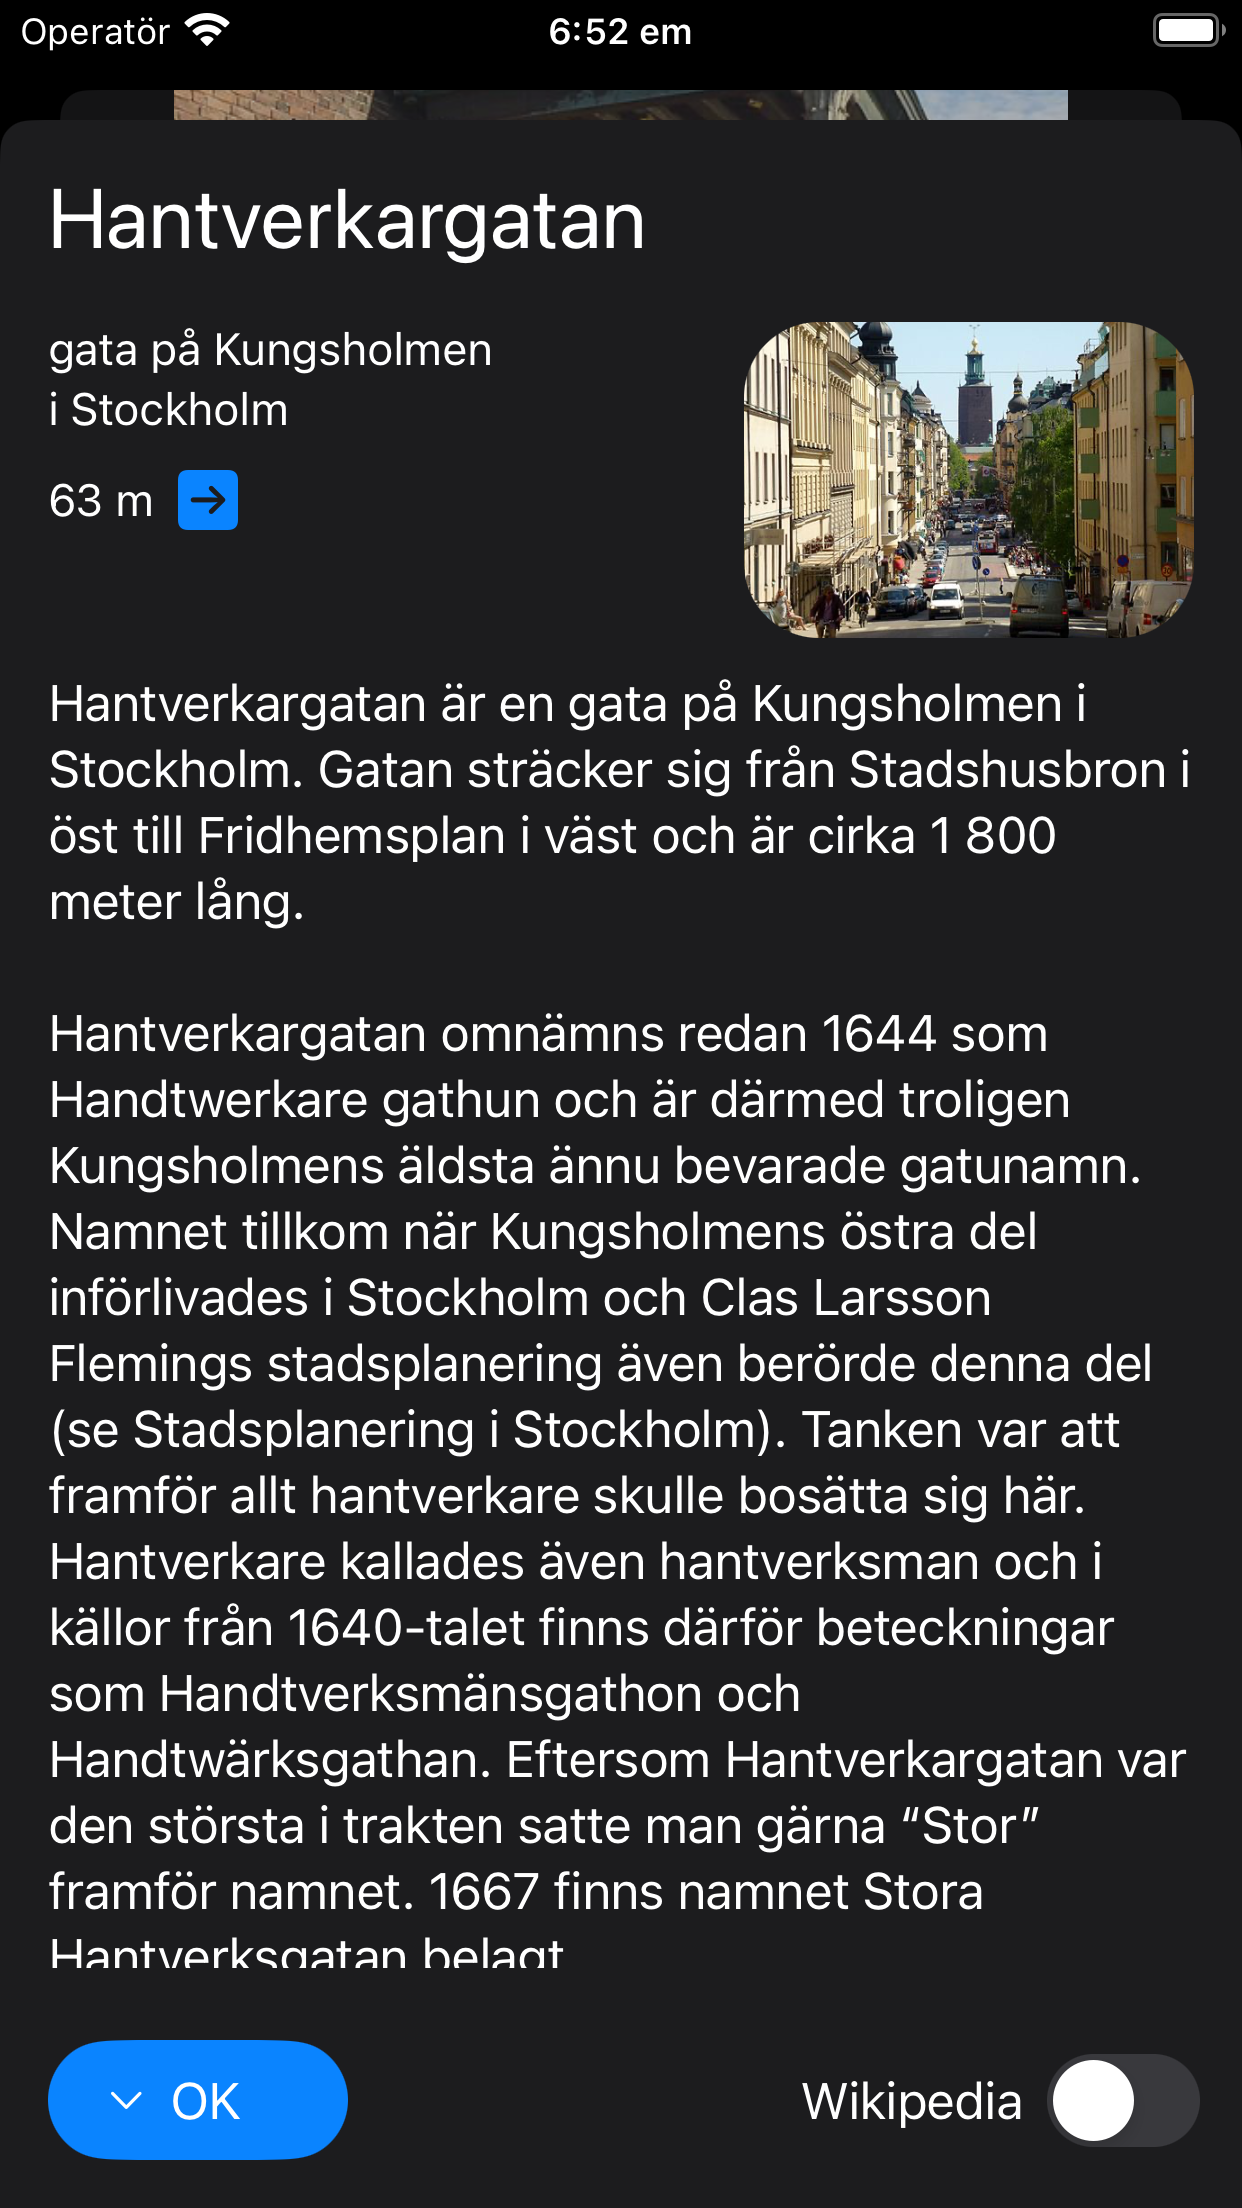 Operatör
6:52 em
Hantverkargatan
gata på Kungsholmen
i Stockholm
63 m
Hantverkargatan är en gata på Kungsholmen i
Stockholm. Gatan sträcker sig från Stadshusbron i
öst till Fridhemsplan i väst och är cirka 1 800
meter lång.
Hantverkargatan omnämns redan 1644 som
Handtwerkare gathun och är därmed troligen
Kungsholmens äldsta ännu bevarade gatunamn.
Namnet tillkom när Kungsholmens östra del
införlivades i Stockholm och Clas Larsson
Flemings stadsplanering även berörde denna del
(se Stadsplanering i Stockholm). Tanken var att
framför allt hantverkare skulle bosätta sig här.
Hantverkare kallades även hantverksman och i
källor från 1640-talet finns därför beteckningar
som Handtverksmänsgathon och
Handtwärksgathan. Eftersom Hantverkargatan var
den största i trakten satte man gärna “Stor”
framför namnet. 1667 finns namnet Stora
Hantverksgatan belagt
OK
Wikipedia